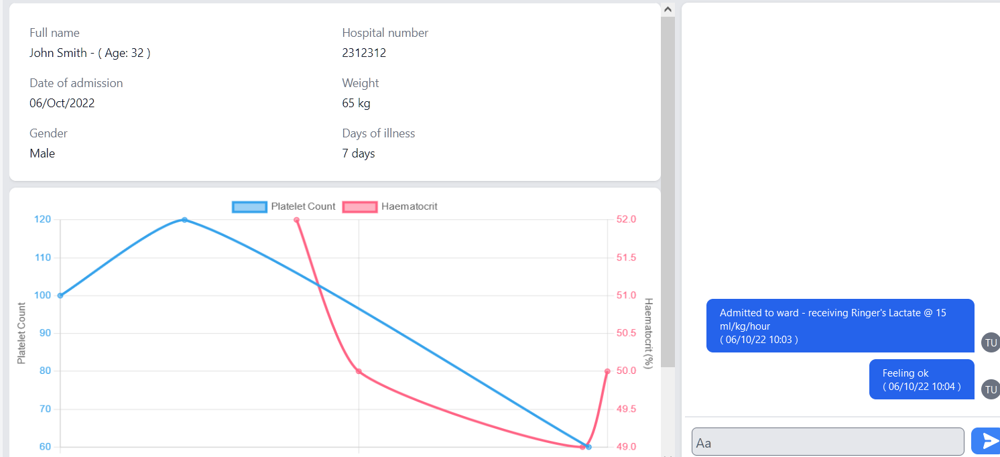 Full name
John Smith - ( Age: 32 )
Hospital number
2312312
Date of admission
06/Oct/2022
Weight
65 kg
Gender
Male
Days of illness
7 days
Platelet Count
Haematocrit
120
110
100
90
80
70
60
Platelet Count
52.0
51.5
51.0
50.5
50.0
49.5
49.0
Haematocrit (%)
Admitted to ward - receiving Ringer's Lactate @ 15
ml/kg/hour
( 06/10/22 10:03 )
TU
Feeling ok
( 06/10/22 10:04 )
TU
Aa